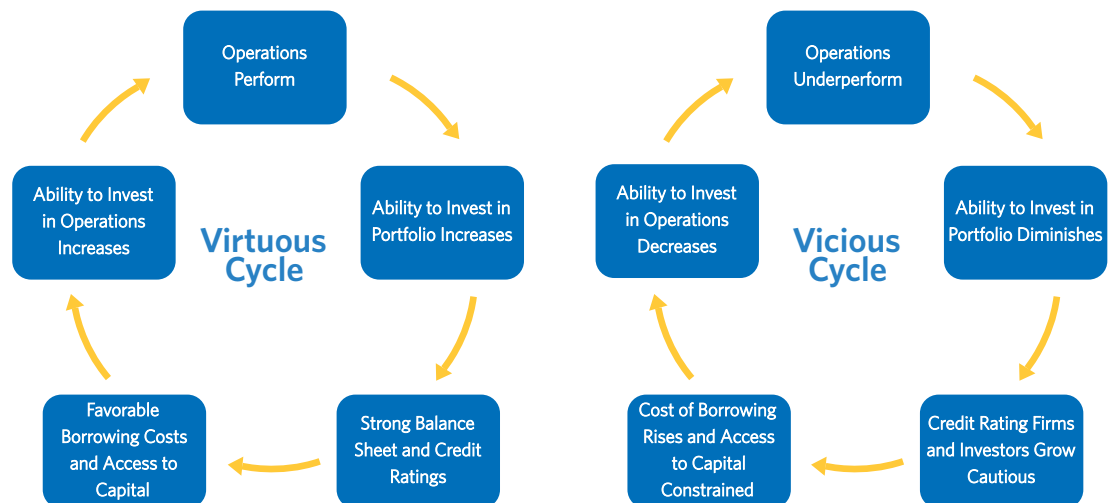 Operations
Perform
Ability to Invest in
Portfolio Increases
Strong Balance
Sheet and Credit
Ratings
Favorable
Borrowing Costs
and Access to
Capital
Ability to Invest
in Operations
Increases
Virtuous
Cycle
Operations
Underperform
Ability to Invest in
Portfolio Diminishes
Credit Rating Firms
and Investors Grow
Cautious
Cost of Borrowing
Rises and Access
to Capital
Constrained
Ability to Invest
in Operations
Decreases
Vicious
Cycle